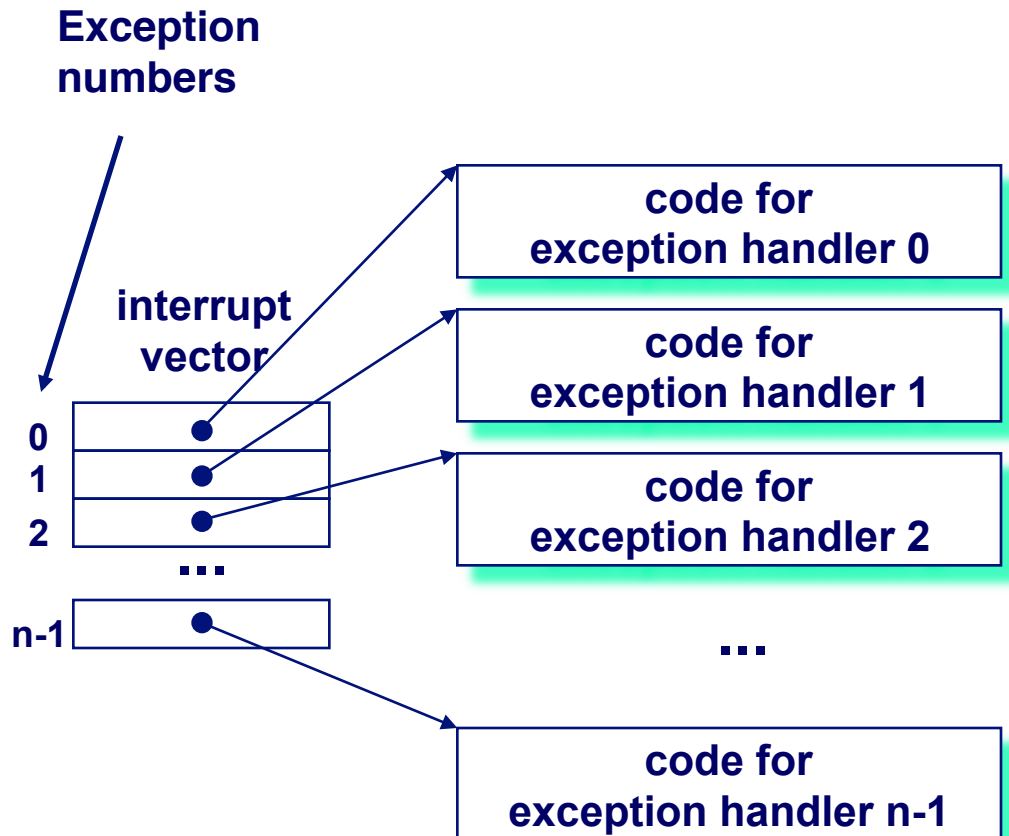 Exception
numbers
code for
exception handler 0
interrupt
vector
code for
exception handler 1
0
1
2
code for
exception handler 2
...
n-1
...
code for
exception handler n-1